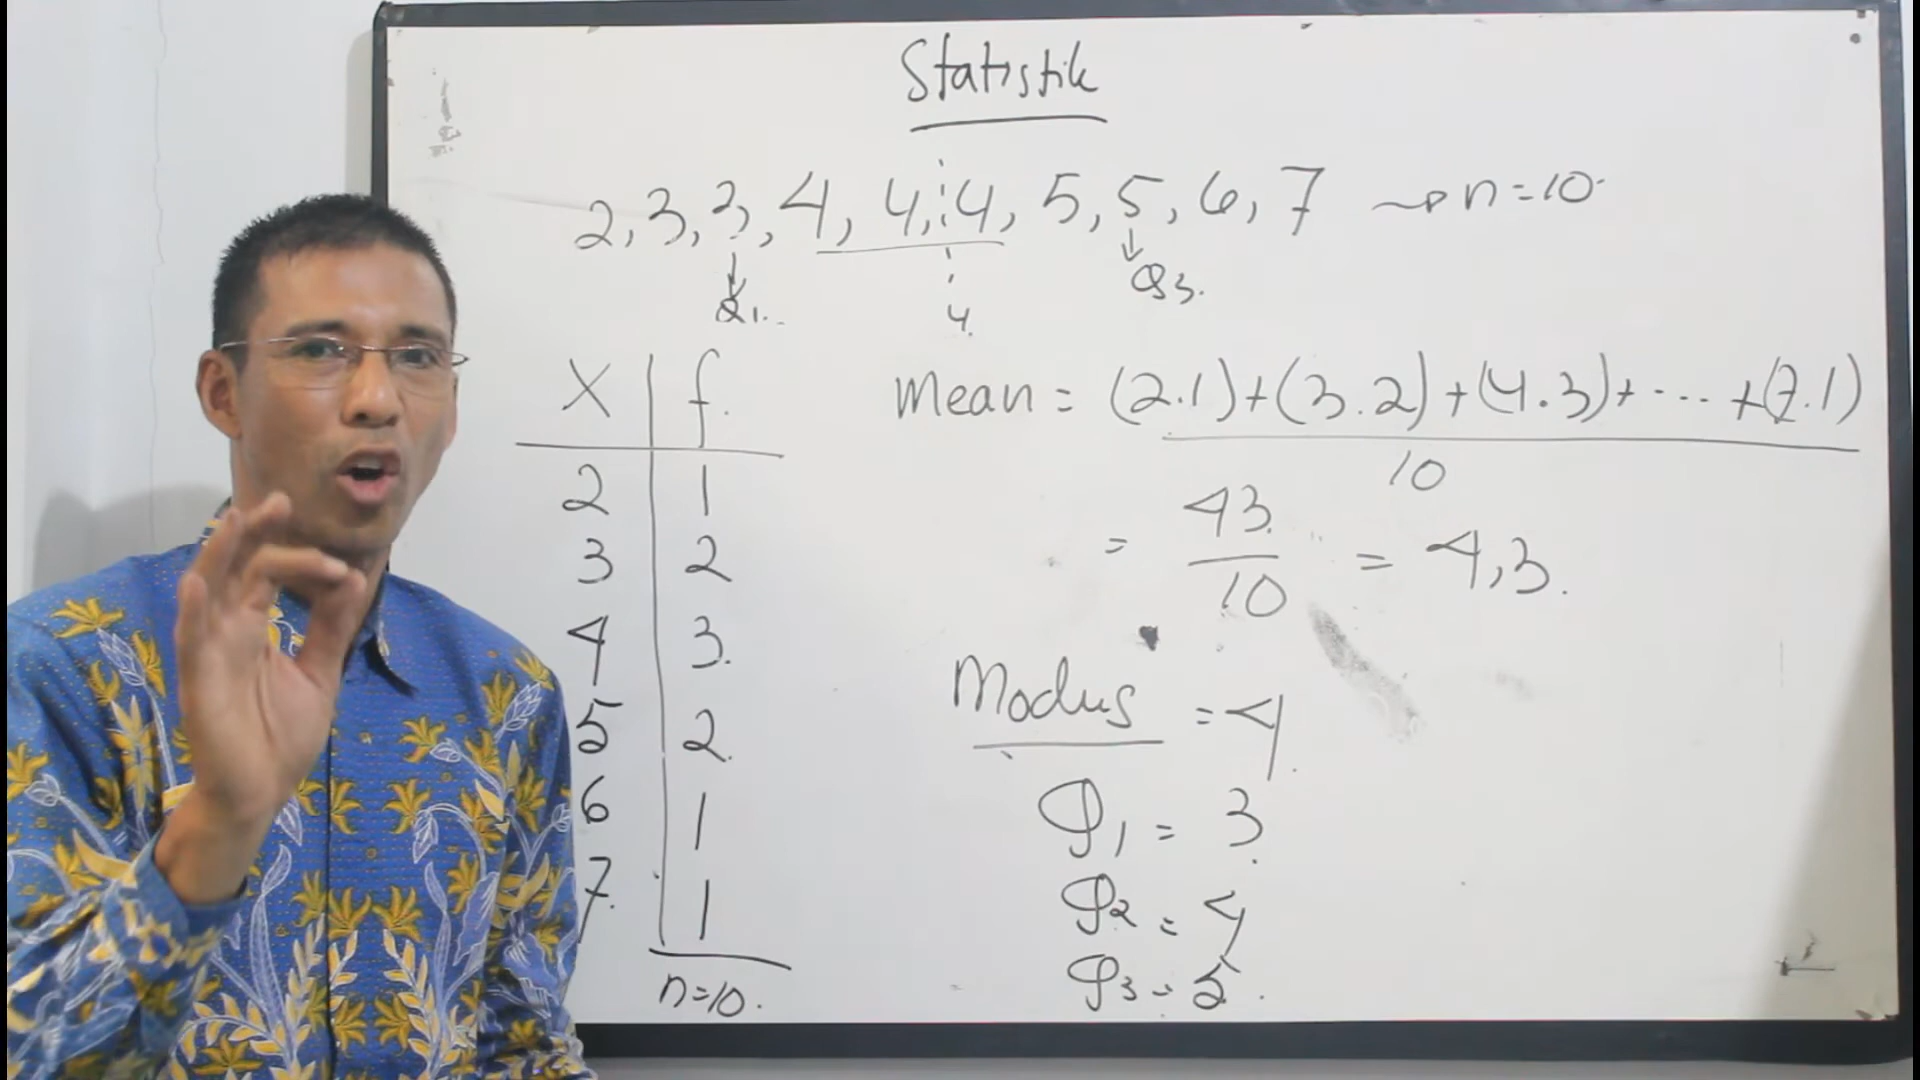 Statistik
2, 3, 3, 4, 4, 4, 5, 5, 6, 7 → n = 10
Q1. Q3.
4.
X f.
2 1
3 2
4 3.
5 2.
6 1
7. 1
n = 10.
Mean = (2.1) + (3.2) + (4.3) + .... + (7.1)
10
= 43. = 4,3.
10
Modus = 4.
Q1 = 3.
Q2 = 4
Q3 = 5.